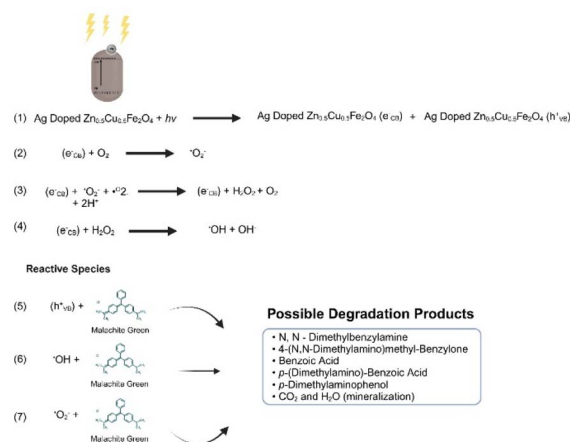 (1) Ag Doped Zn0.5Cu0.5Fe2O4 + hv → Ag Doped Zn0.5Cu0.5Fe2O4 (e-CB) + Ag Doped Zn0.5Cu0.5Fe2O4 (h+VB)
(2) (e-CB) + O2 → •O2-
(3) (e-CB) + •O2- + → (e-CB) + H2O2 + O2
+ 2H+
(4) (e-CB) + H2O2 → •OH + OH-
Reactive Species
(5) (h+VB) +
Malachite Green
(6) •OH +
Malachite Green
(7) •O2- +
Malachite Green
Possible Degradation Products
• N, N - Dimethylbenzylamine
• 4-(N,N-Dimethylamino)methyl-Benzylone
• Benzoic Acid
• p-(Dimethylamino)-Benzoic Acid
• p-Dimethylaminophenol
• CO2 and H2O (mineralization)